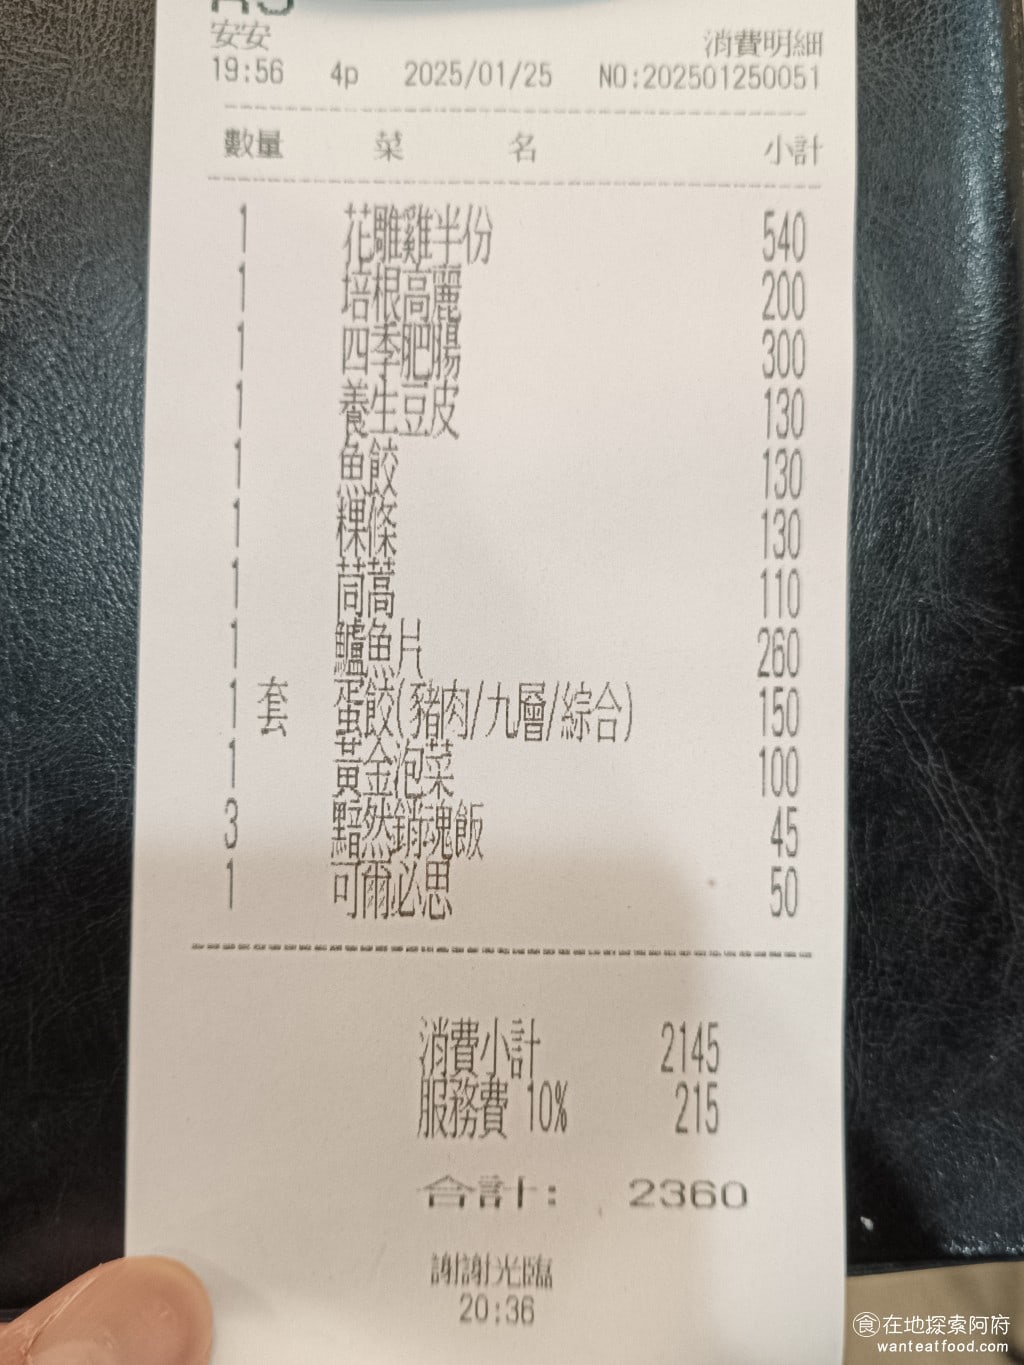 安安 消費明細
19:56 4p 2025/01/25 NO:202501250051
數量 菜 名 小計
1 花雕雞半份 540
1 培根高麗 200
1 四季肥腸 300
1 養生豆皮 130
1 魚餃 130
1 粿條 130
1 茼蒿 110
1 鱸魚片 260
1 套 蛋餃(豬肉/九層/綜合) 150
1 黃金泡菜 100
3 黯然銷魂飯 45
1 可爾必思 50
消費小計 2145
服務費 10% 215
合計: 2360
謝謝光臨
20:36
食在地探索阿府
wanteatfood.com